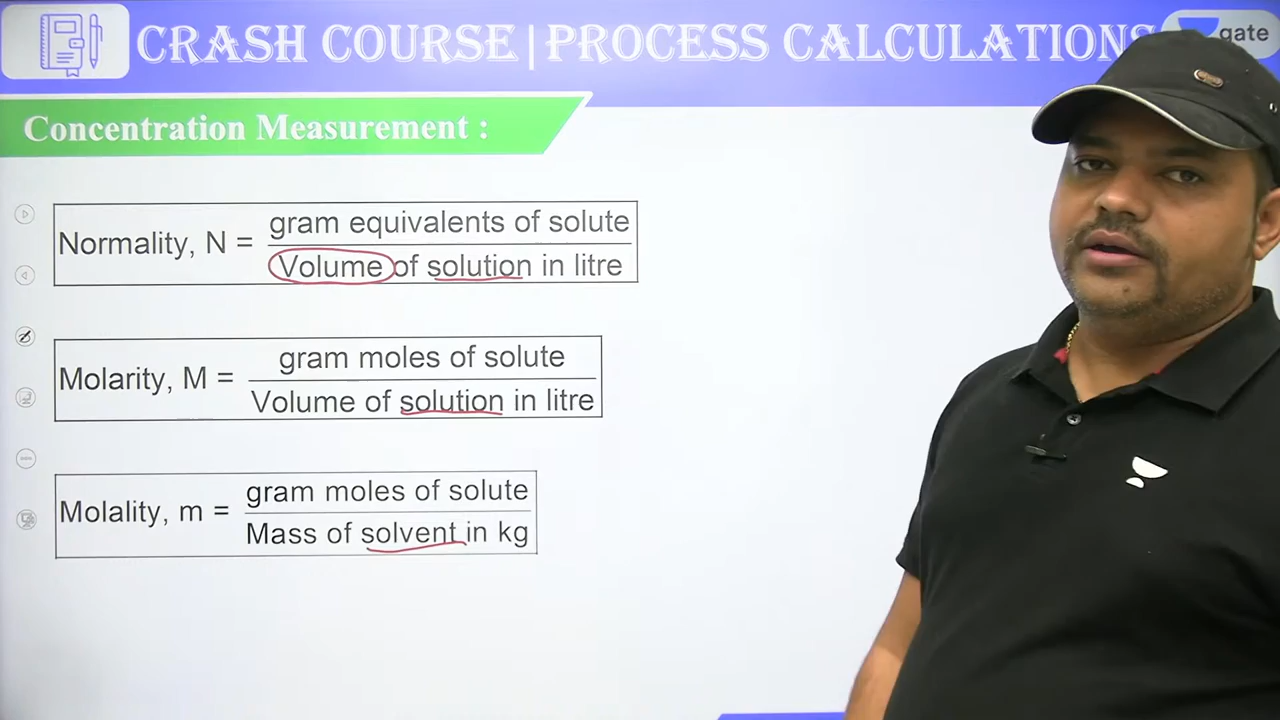 CRASH COURSE|PROCESS CALCULATIONS
gate
Concentration Measurement :
Normality, N = gram equivalents of solute
Volume of solution in litre
Molarity, M = gram moles of solute
Volume of solution in litre
Molality, m = gram moles of solute
Mass of solvent in kg